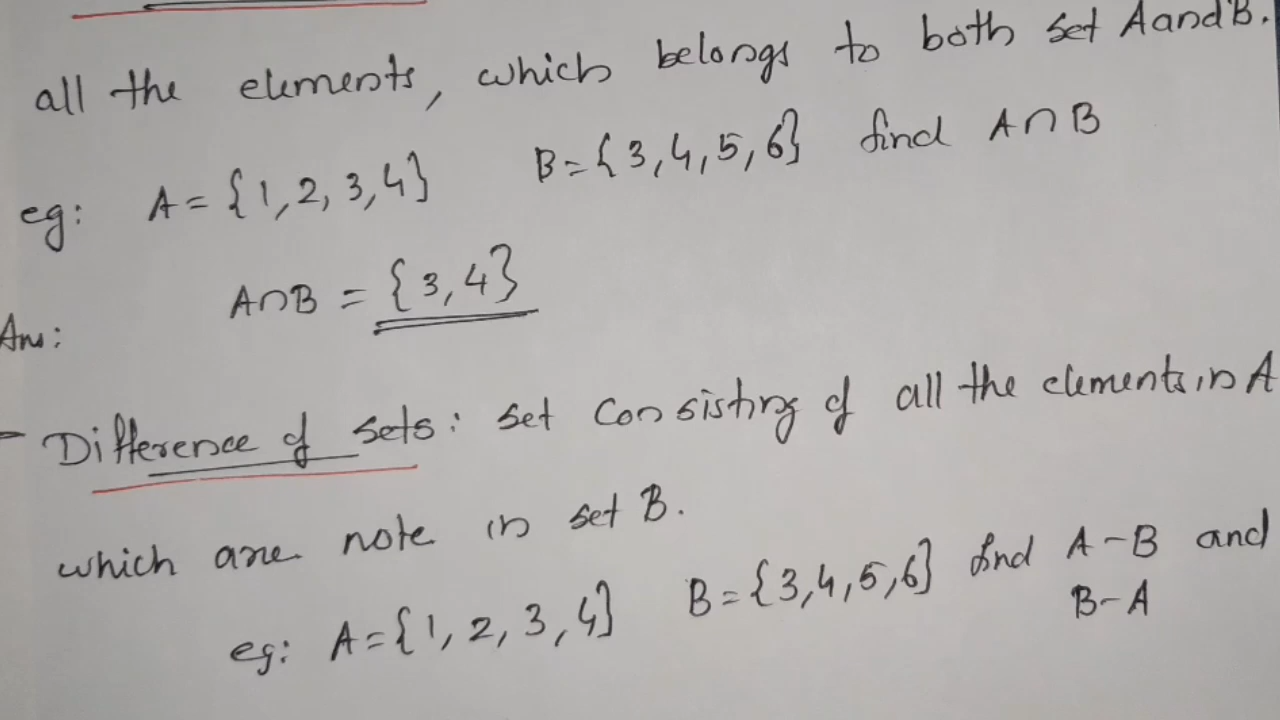 all the elements, which belongs to both set A and B.
eg: A = {1, 2, 3, 4} B = {3, 4, 5, 6} find A ∩ B
A∩B = {3, 4}
Ans:
- Difference of sets: set consisting of all the elements in A
which are note in set B.
eg: A = {1, 2, 3, 4} B = {3, 4, 5, 6} find A - B and
B - A